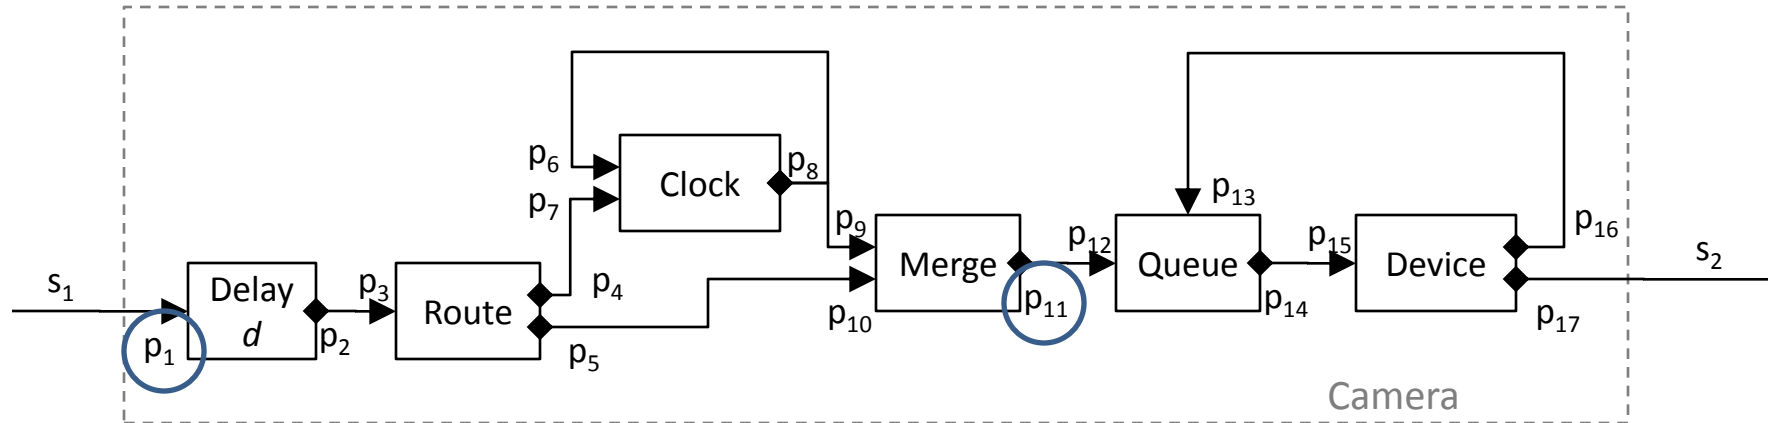 p6
p7
Clock
p8
p13
p16
s1
p1
Delay
d
p2
p3
Route
p4
p5
p9
p10
Merge
p11
p12
Queue
p14
p15
Device
p17
s2
Camera